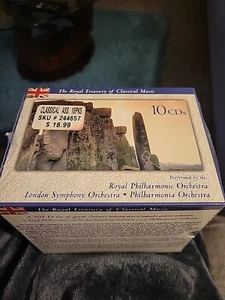 The Royal Treasury of Classical Music
CLASSICAL ASS. 10PKS.
SKU # 244657
$ 18.99
10 CDs
Performed by the
Royal Philharmonic Orchestra
London Symphony Orchestra • Philharmonia Orchestra
The Royal Treasury of Classical Music